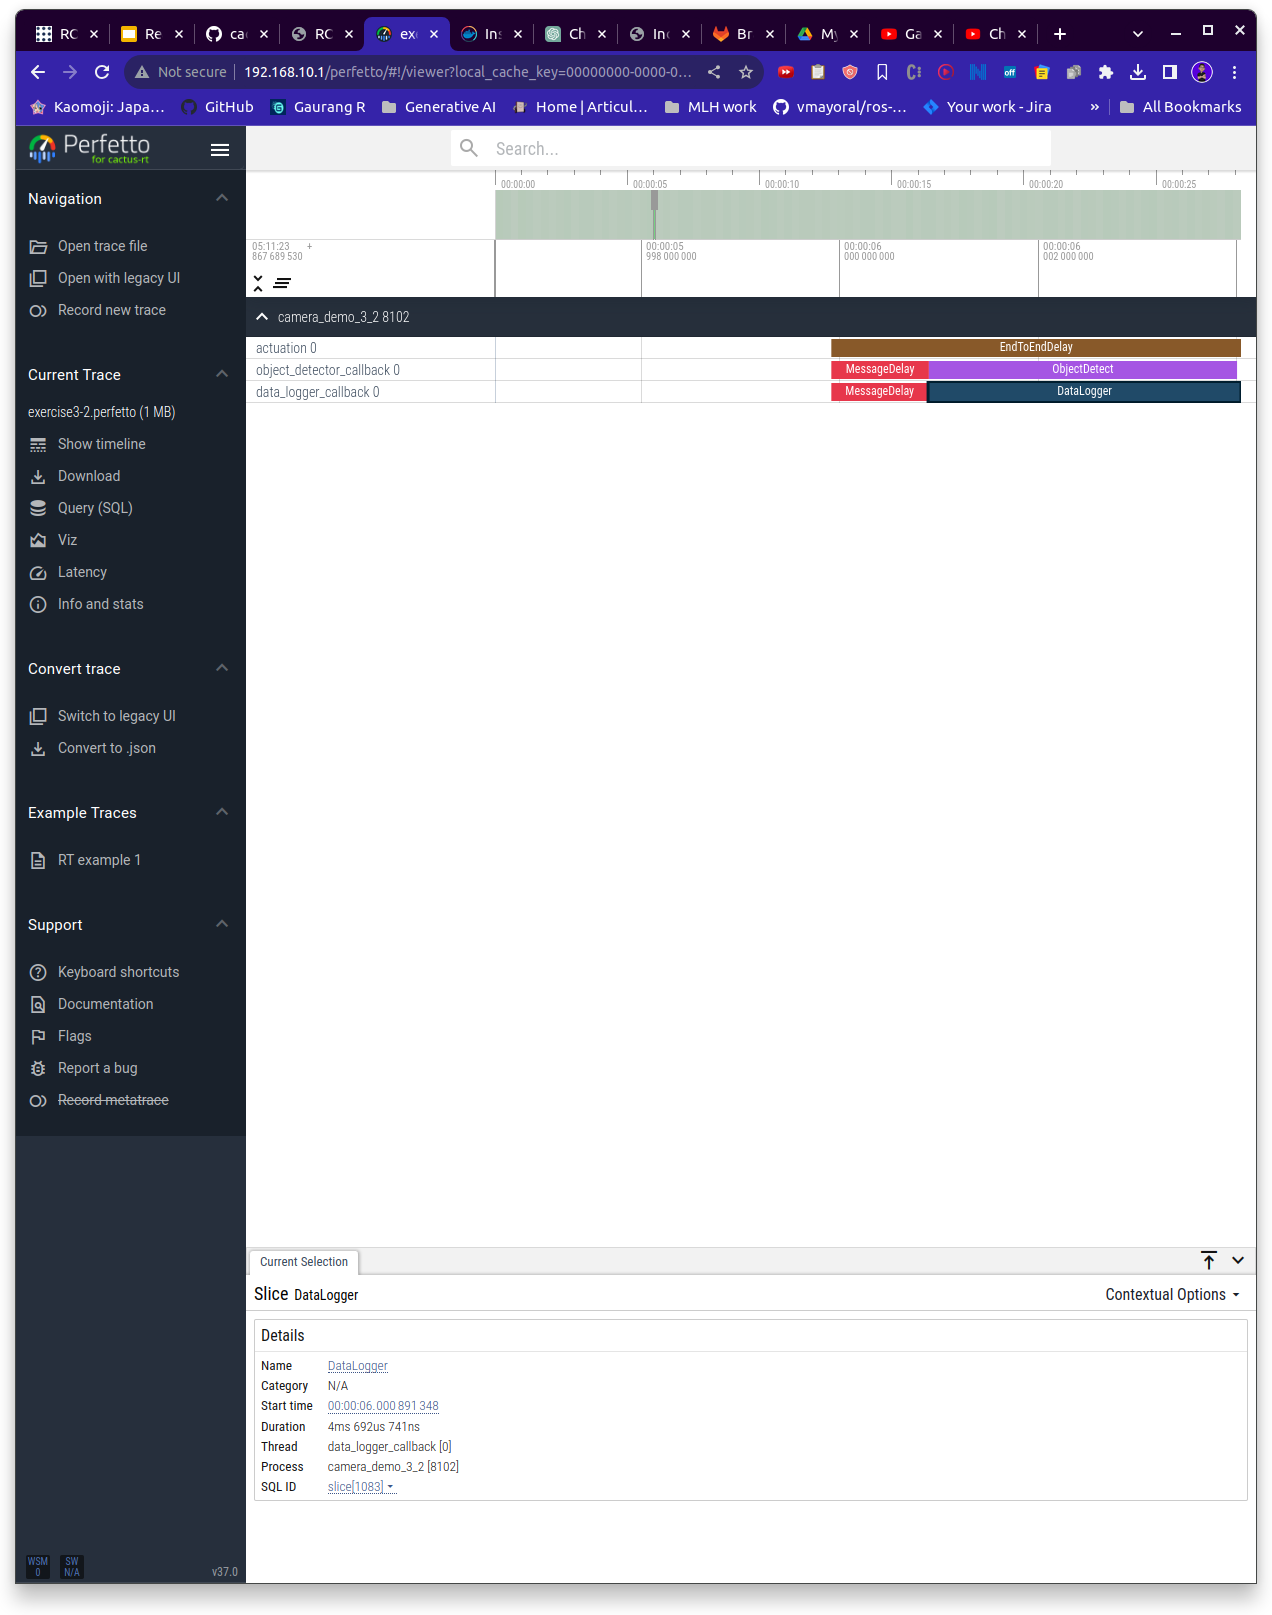 RC
Re
ca
RC
ex
Ins
Ch
Inc
Br
My
Ga
Ch
Not secure
192.168.10.1/perfetto/#!/viewer?local_cache_key=00000000-0000-0...
off
Kaomoji: Japa...
GitHub
Gaurang R
Generative AI
Home | Articul...
MLH work
vmayoral/ros-...
Your work - Jira
»
All Bookmarks
Perfetto
for cactus-rt
Search...
Navigation
Open trace file
Open with legacy UI
Record new trace
Current Trace
exercise3-2.perfetto (1 MB)
Show timeline
Download
Query (SQL)
Viz
Latency
Info and stats
Convert trace
Switch to legacy UI
Convert to .json
Example Traces
RT example 1
Support
Keyboard shortcuts
Documentation
Flags
Report a bug
Record metatrace
WSM
0
SW
N/A
v37.0
00:00:00
00:00:05
00:00:10
00:00:15
00:00:20
00:00:25
05:11:23 +
867 689 530
00:00:05
998 000 000
00:00:06
000 000 000
00:00:06
002 000 000
camera_demo_3_2 8102
actuation 0
EndToEndDelay
object_detector_callback 0
MessageDelay
ObjectDetect
data_logger_callback 0
MessageDelay
DataLogger
Current Selection
Slice DataLogger
Contextual Options
Details
Name DataLogger
Category N/A
Start time 00:00:06.000 891 348
Duration 4ms 692us 741ns
Thread data_logger_callback [0]
Process camera_demo_3_2 [8102]
SQL ID slice[1083]